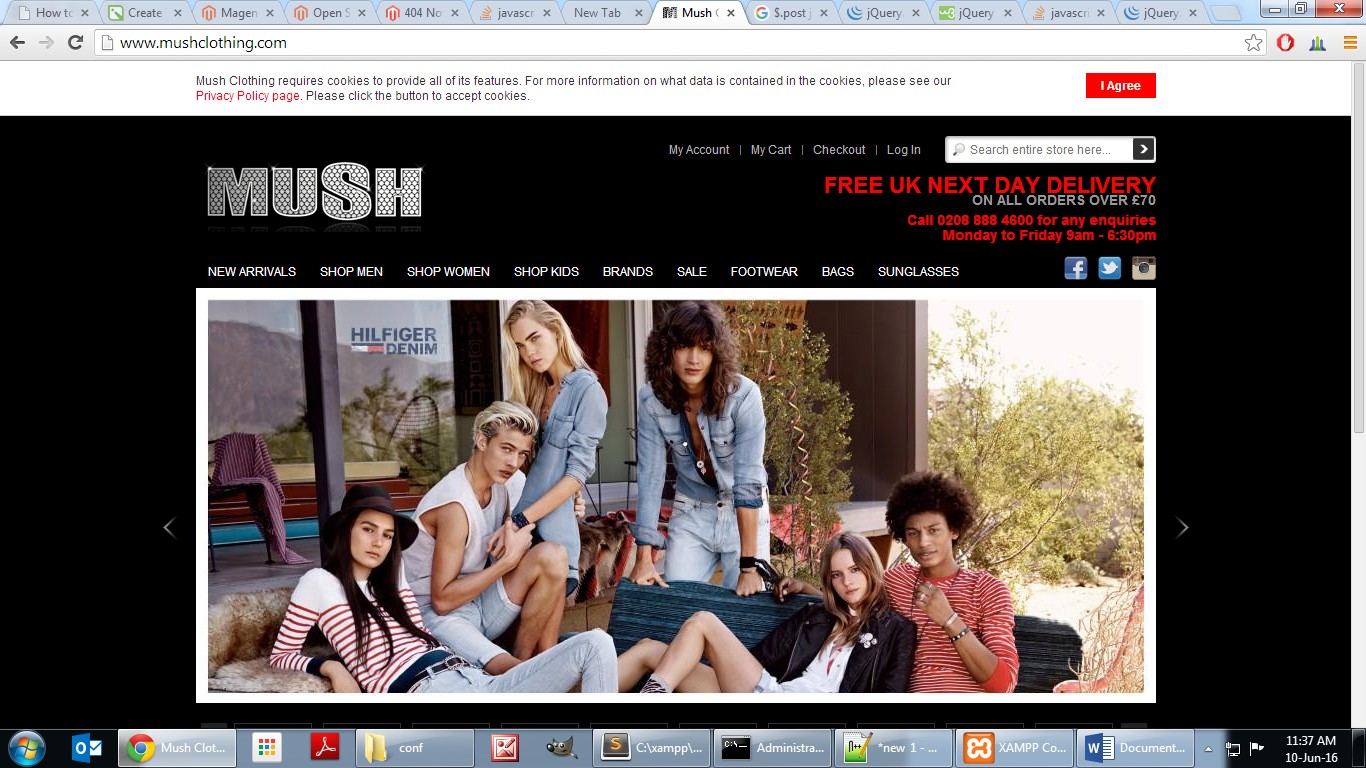 How to
Create
Magen
Open S
404 No
javascr
New Tab
Mush C
$.post j
jQuery
jQuery
javascri
jQuery
www.mushclothing.com
Mush Clothing requires cookies to provide all of its features. For more information on what data is contained in the cookies, please see our
Privacy Policy page. Please click the button to accept cookies.
I Agree
My Account | My Cart | Checkout | Log In
Search entire store here...
MUSH
FREE UK NEXT DAY DELIVERY
ON ALL ORDERS OVER £70
Call 0208 888 4600 for any enquiries
Monday to Friday 9am - 6:30pm
NEW ARRIVALS SHOP MEN SHOP WOMEN SHOP KIDS BRANDS SALE FOOTWEAR BAGS SUNGLASSES
HILFIGER
DENIM
Mush Clot...
conf
C:\xampp\...
Administra...
*new 1 - ...
XAMPP Co...
Document...
11:37 AM
10-Jun-16